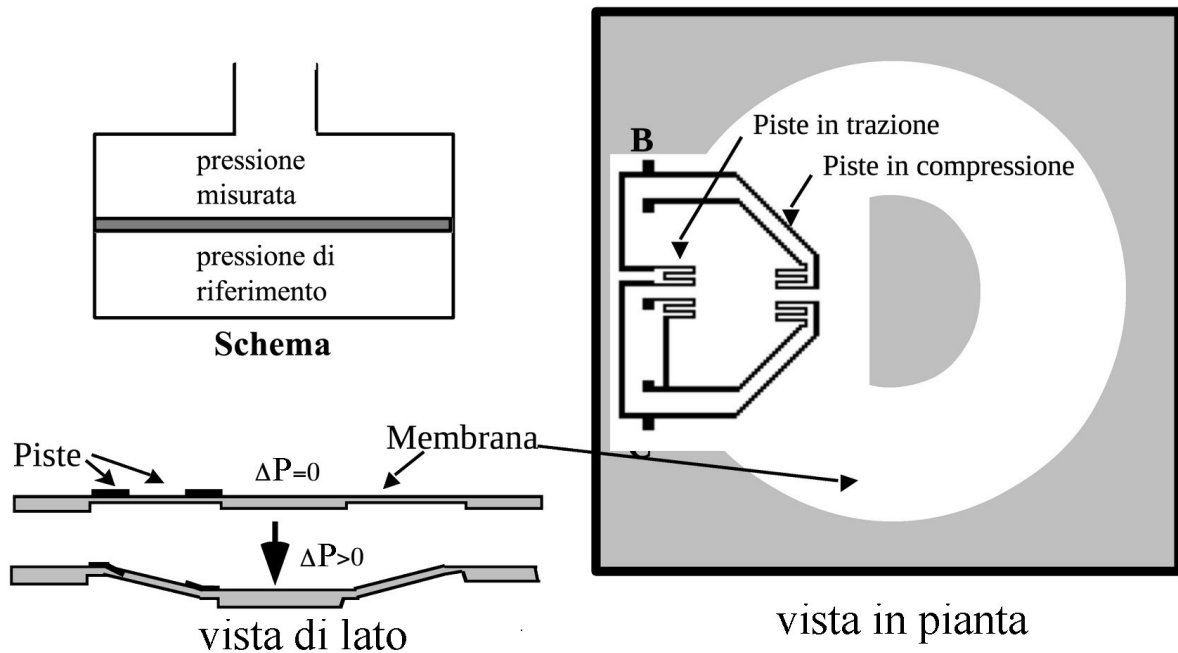 pressione
misurata
pressione di
riferimento
Schema
B
Piste in trazione
Piste in compressione
C
Piste
Membrana
ΔP=0
ΔP>0
vista di lato
vista in pianta